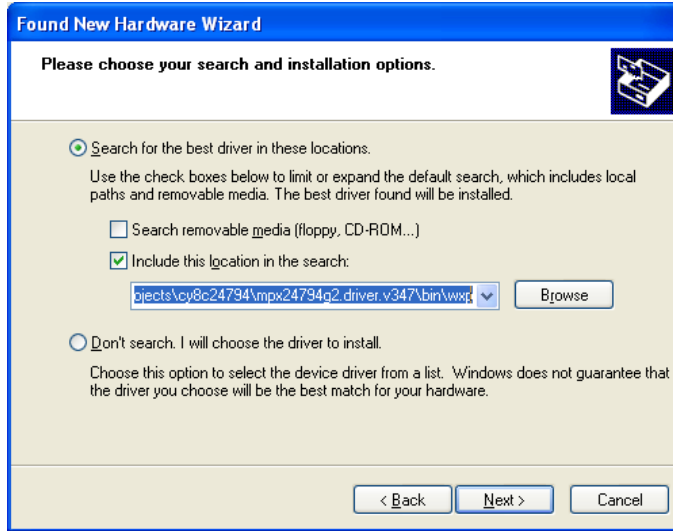 Found New Hardware Wizard
Please choose your search and installation options.
Search for the best driver in these locations.
Use the check boxes below to limit or expand the default search, which includes local
paths and removable media. The best driver found will be installed.
Search removable media (floppy, CD-ROM...)
Include this location in the search:
ojects\cy8c24794\mpx24794g2.driver.v347\bin\wxp
Browse
Don't search. I will choose the driver to install.
Choose this option to select the device driver from a list. Windows does not guarantee that
the driver you choose will be the best match for your hardware.
< Back Next > Cancel